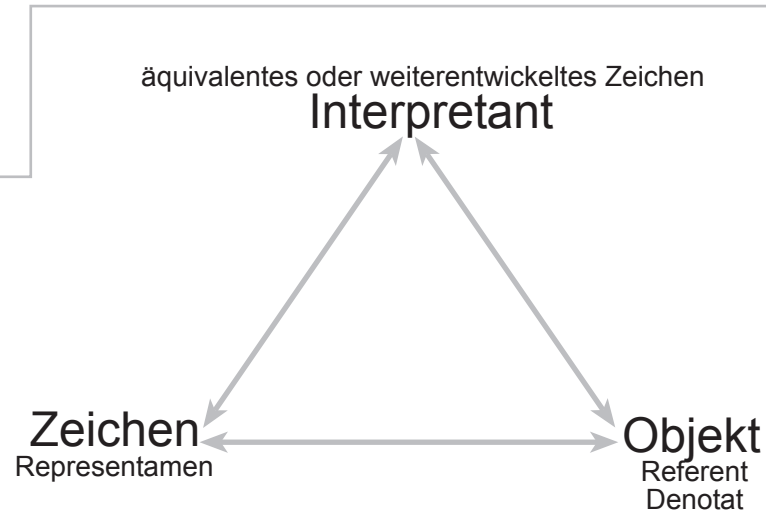 äquivalentes oder weiterentwickeltes Zeichen
Interpretant
Zeichen
Representamen
Objekt
Referent
Denotat